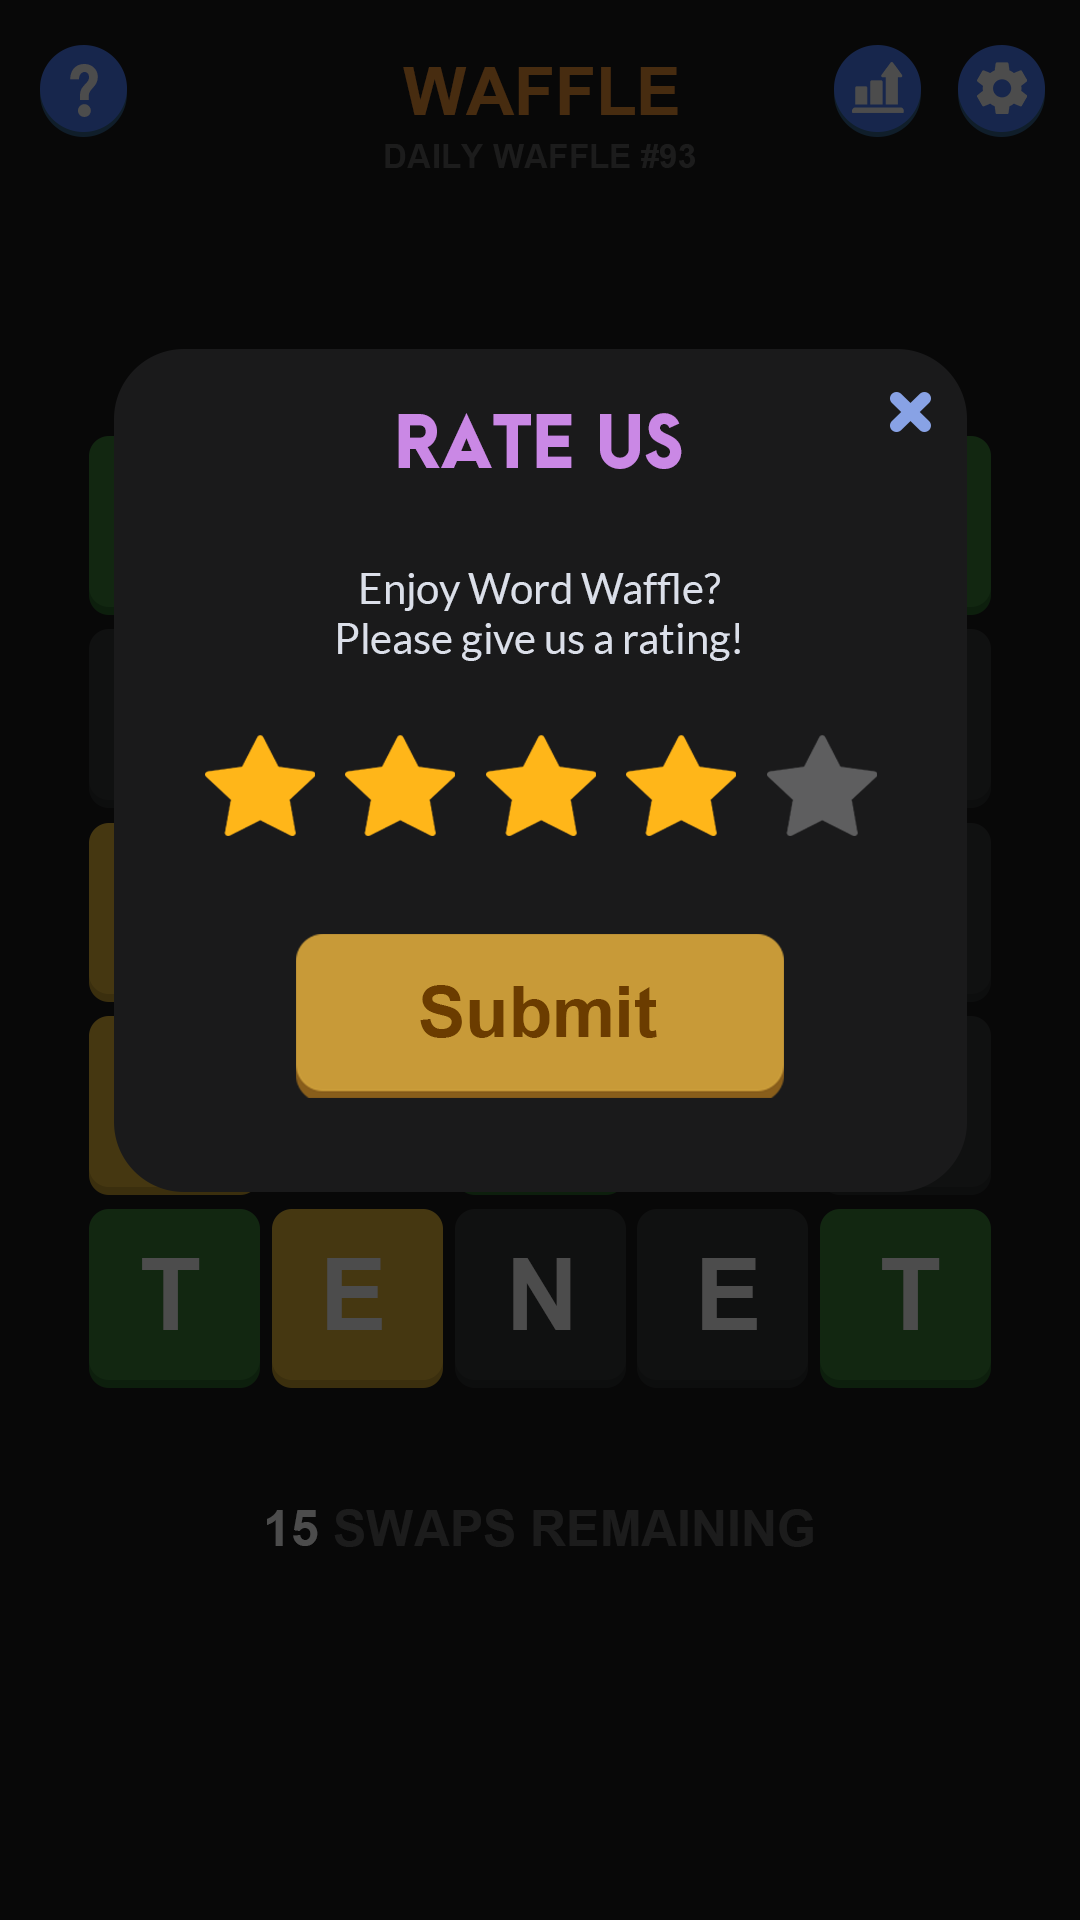 WAFFLE
DAILY WAFFLE #93
RATE US
Enjoy Word Waffle?
Please give us a rating!
Submit
T E N E T
15 SWAPS REMAINING